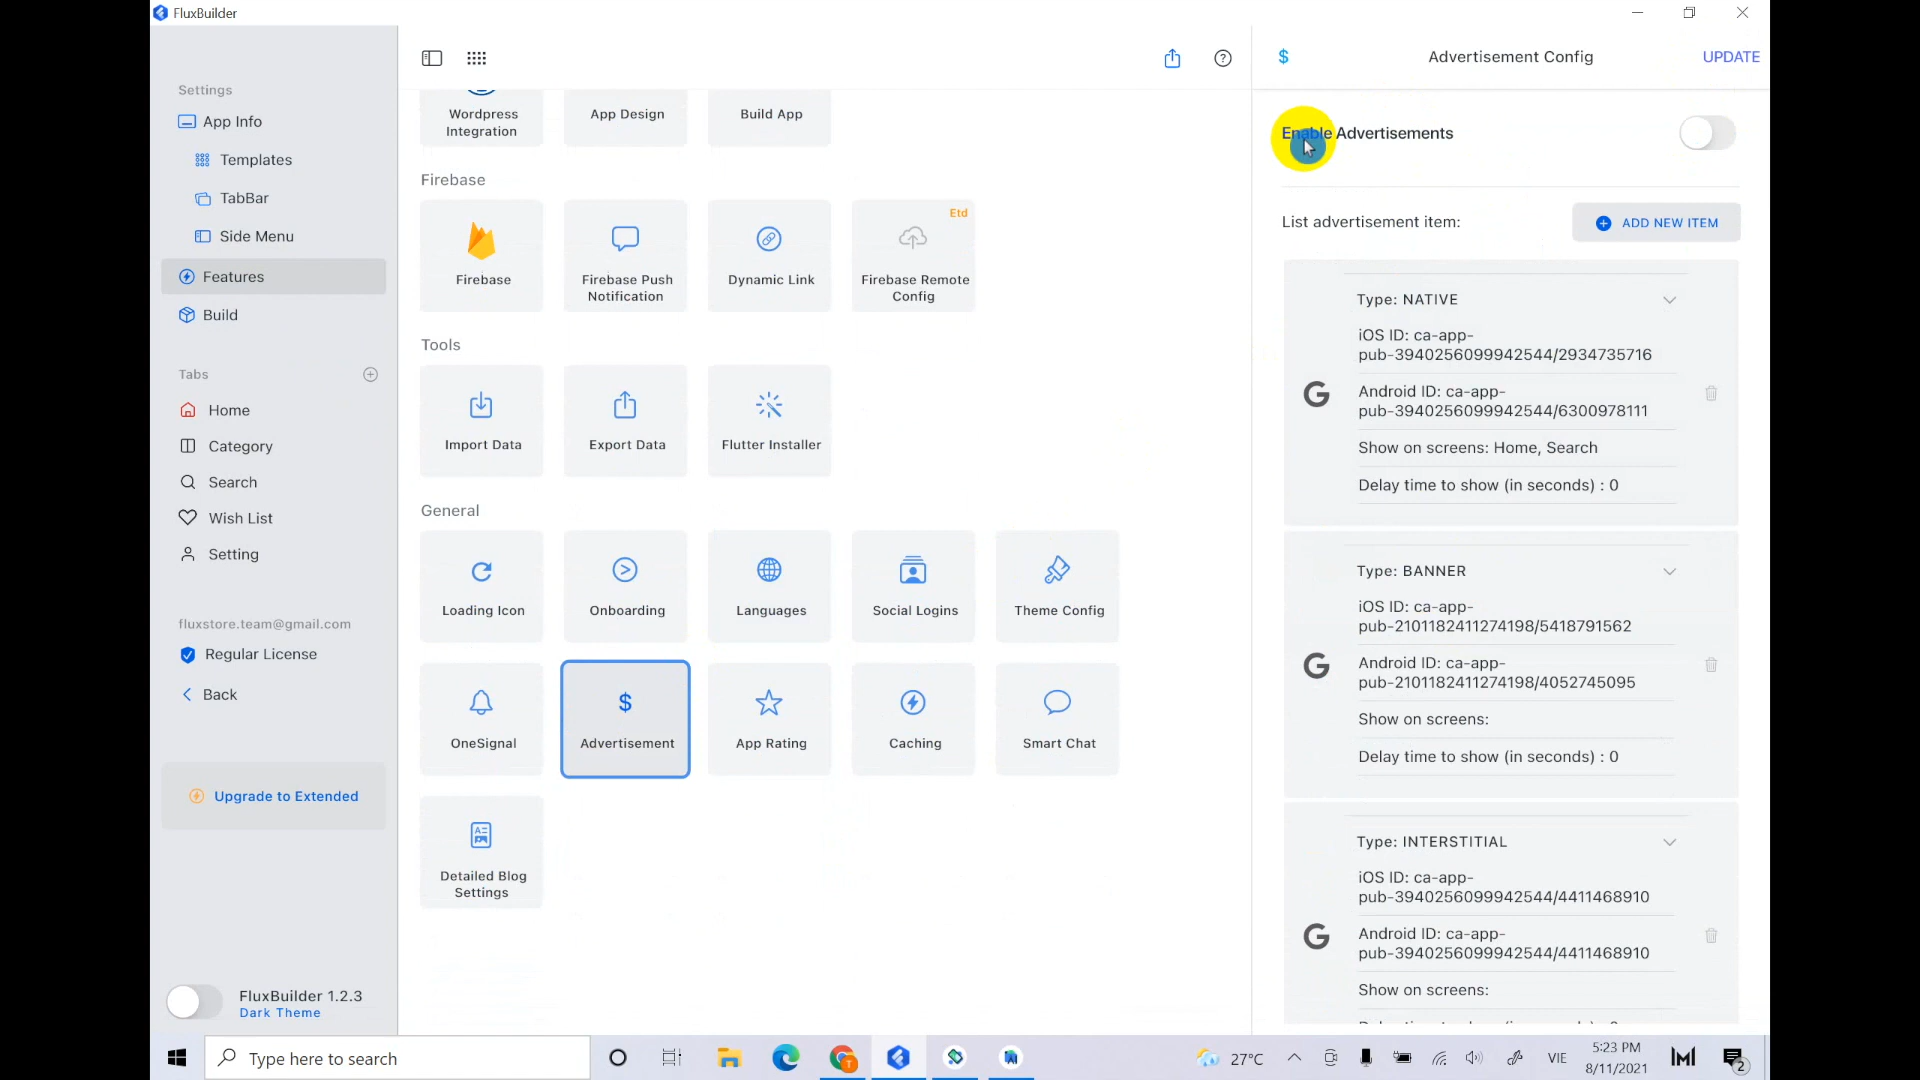 FluxBuilder
Settings
App Info
Templates
TabBar
Side Menu
Features
Build
Tabs
Home
Category
Search
Wish List
Setting
fluxstore.team@gmail.com
Regular License
Back
Upgrade to Extended
FluxBuilder 1.2.3
Dark Theme
Wordpress
Integration
App Design
Build App
Firebase
Firebase
Firebase Push
Notification
Dynamic Link
Etd
Firebase Remote
Config
Tools
Import Data
Export Data
Flutter Installer
General
Loading Icon
Onboarding
Languages
Social Logins
Theme Config
OneSignal
$
Advertisement
App Rating
Caching
Smart Chat
Detailed Blog
Settings
$
Advertisement Config
UPDATE
Enable Advertisements
List advertisement item:
ADD NEW ITEM
Type: NATIVE
iOS ID: ca-app-
pub-3940256099942544/2934735716
Android ID: ca-app-
pub-3940256099942544/6300978111
Show on screens: Home, Search
Delay time to show (in seconds) : 0
Type: BANNER
iOS ID: ca-app-
pub-2101182411274198/5418791562
Android ID: ca-app-
pub-2101182411274198/4052745095
Show on screens:
Delay time to show (in seconds) : 0
Type: INTERSTITIAL
iOS ID: ca-app-
pub-3940256099942544/4411468910
Android ID: ca-app-
pub-3940256099942544/4411468910
Show on screens:
Type here to search
27°C
VIE
5:23 PM
8/11/2021
2